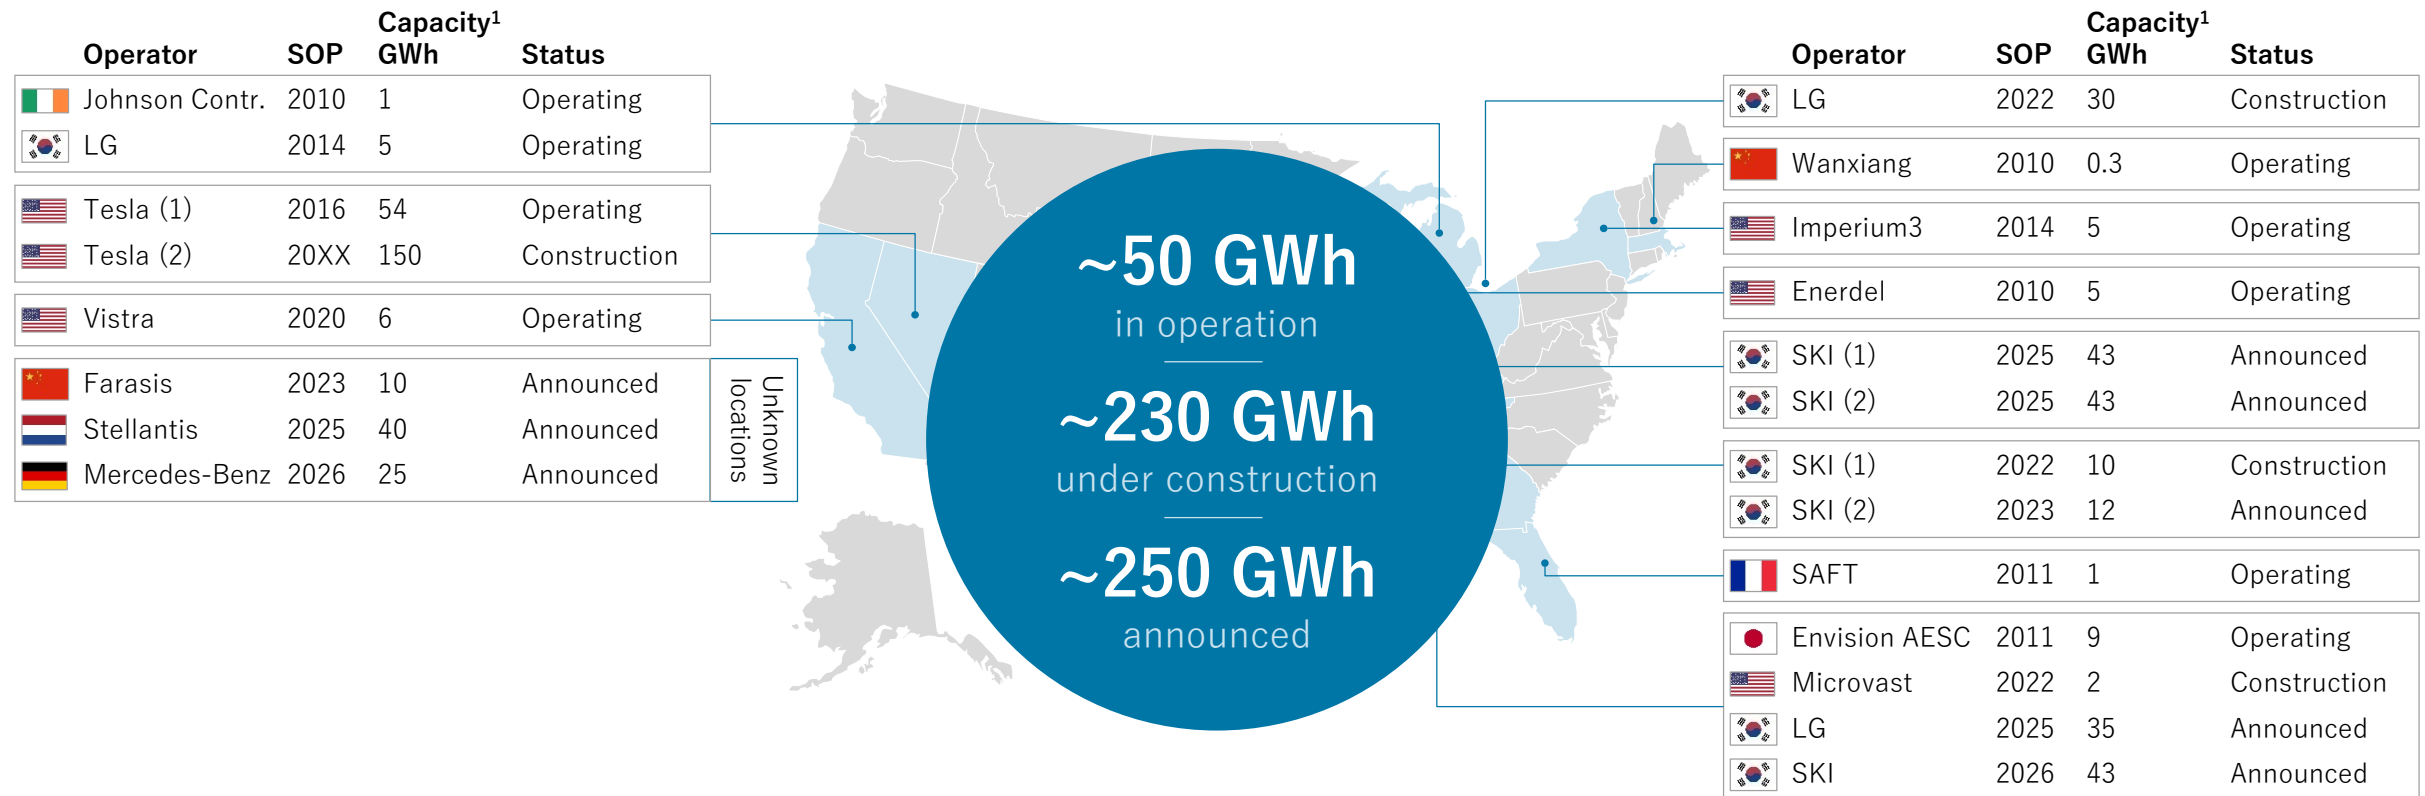 Operator SOP Capacity¹ GWh Status
Johnson Contr. 2010 1 Operating
LG 2014 5 Operating
Tesla (1) 2016 54 Operating
Tesla (2) 20XX 150 Construction
Vistra 2020 6 Operating
Farasis 2023 10 Announced
Stellantis 2025 40 Announced
Mercedes-Benz 2026 25 Announced
Unknown
locations
~50 GWh
in operation
~230 GWh
under construction
~250 GWh
announced
Operator SOP Capacity¹ GWh Status
LG 2022 30 Construction
Wanxiang 2010 0.3 Operating
Imperium3 2014 5 Operating
Enerdel 2010 5 Operating
SKI (1) 2025 43 Announced
SKI (2) 2025 43 Announced
SKI (1) 2022 10 Construction
SKI (2) 2023 12 Announced
SAFT 2011 1 Operating
Envision AESC 2011 9 Operating
Microvast 2022 2 Construction
LG 2025 35 Announced
SKI 2026 43 Announced